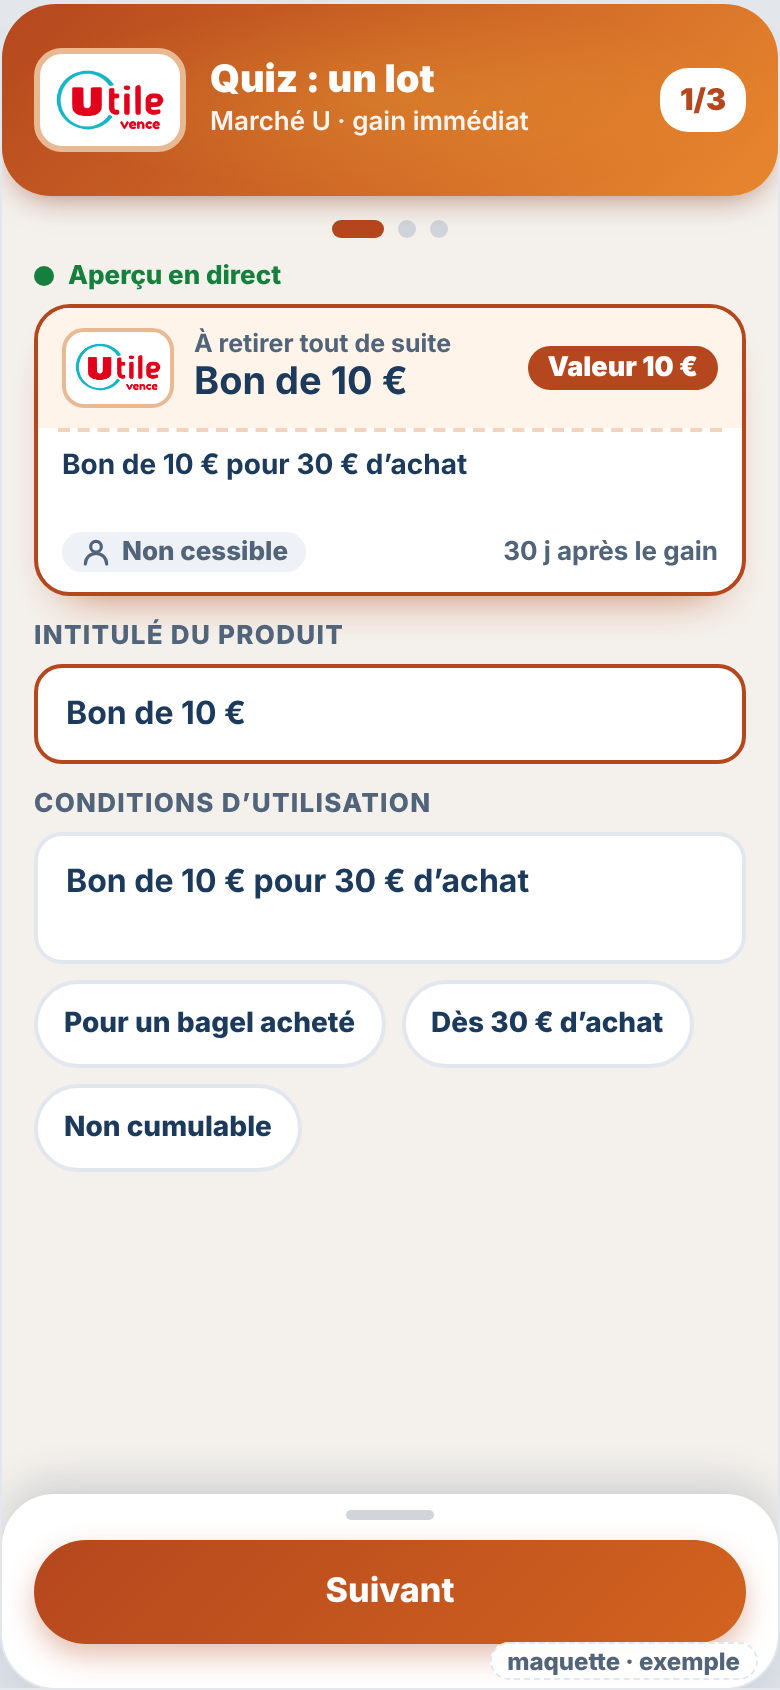 Utile
vence
Quiz : un lot
Marché U · gain immédiat
1/3
Aperçu en direct
Utile
vence
À retirer tout de suite
Bon de 10 €
Valeur 10 €
Bon de 10 € pour 30 € d’achat
Non cessible
30 j après le gain
INTITULÉ DU PRODUIT
Bon de 10 €
CONDITIONS D’UTILISATION
Bon de 10 € pour 30 € d’achat
Pour un bagel acheté
Dès 30 € d’achat
Non cumulable
Suivant
maquette · exemple